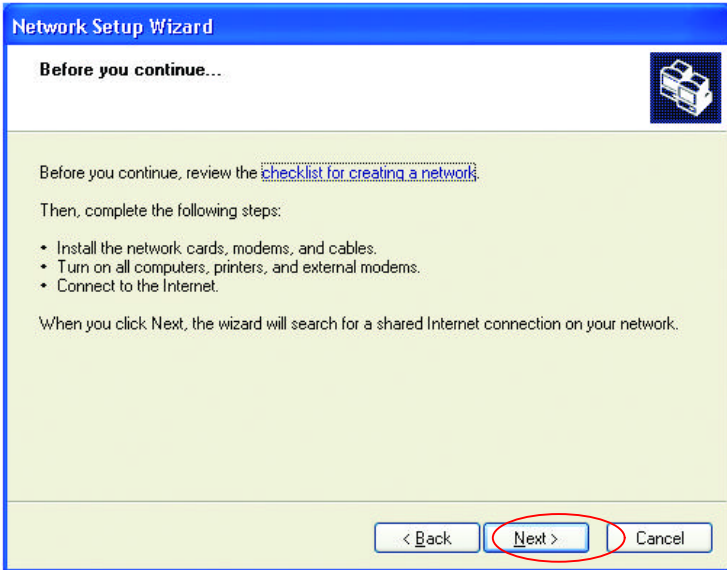 Network Setup Wizard
Before you continue...
Before you continue, review the checklist for creating a network.
Then, complete the following steps:
• Install the network cards, modems, and cables.
• Turn on all computers, printers, and external modems.
• Connect to the Internet.
When you click Next, the wizard will search for a shared Internet connection on your network.
< Back Next > Cancel